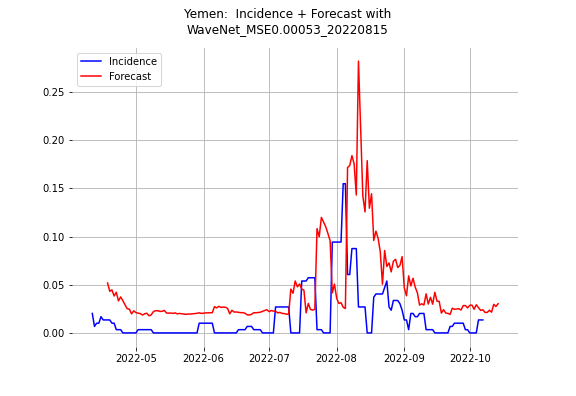 Yemen:  Incidence + Forecast with
WaveNet_MSE0.00053_20220815
Incidence
Forecast
0.25
0.20
0.15
0.10
0.05
0.00
2022-05 2022-06 2022-07 2022-08 2022-09 2022-10